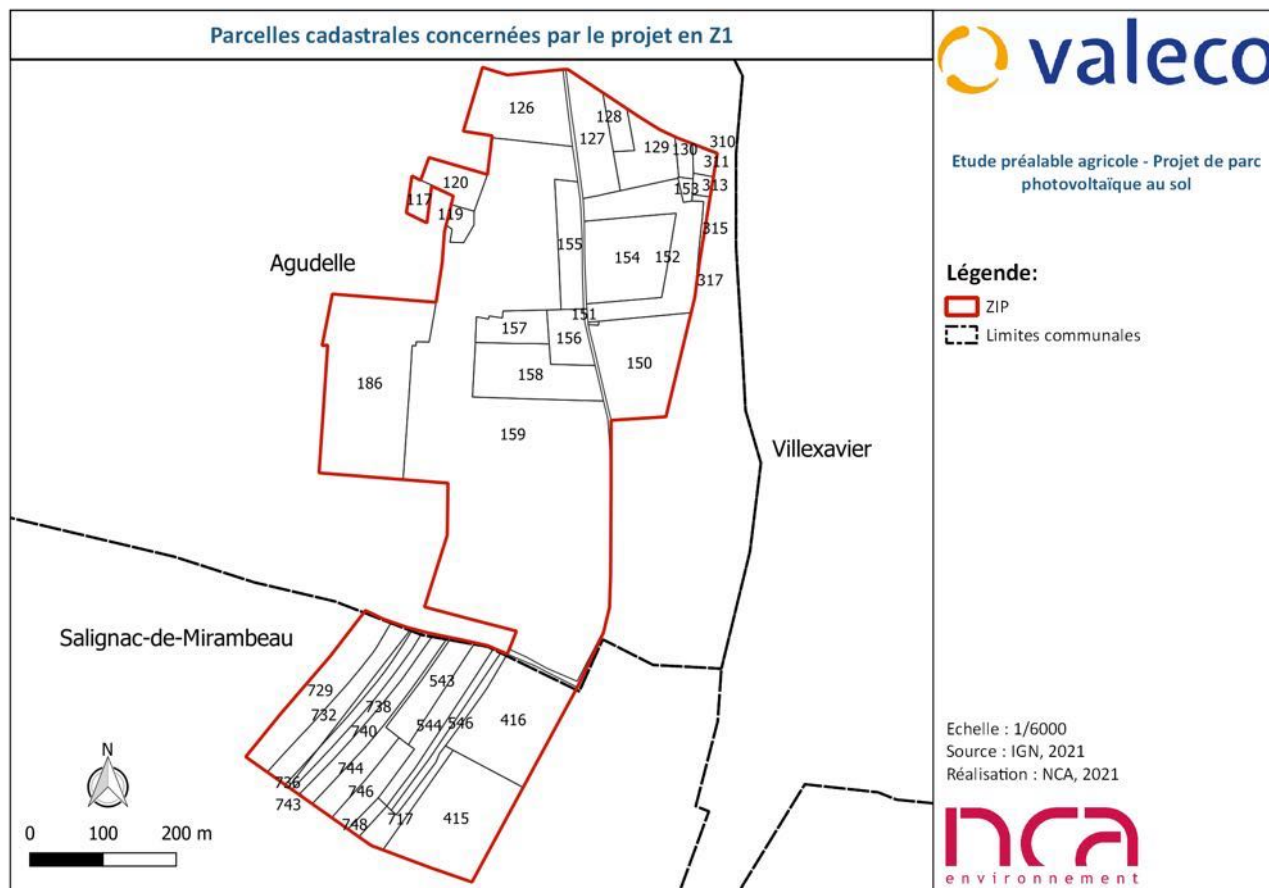 Parcelles cadastrales concernées par le projet en Z1
valeco
Etude préalable agricole - Projet de parc
photovoltaïque au sol
Légende:
ZIP
Limites communales
126
128
127
129
130
310
311
120
117
119
153
313
155
315
154
152
Agudelle
317
151
157
156
150
158
186
159
Villexavier
Salignac-de-Mirambeau
543
729
738
732
416
544
546
740
744
736
746
743
748
717
415
N
0 100 200 m
Echelle : 1/6000
Source : IGN, 2021
Réalisation : NCA, 2021
nca
environnement